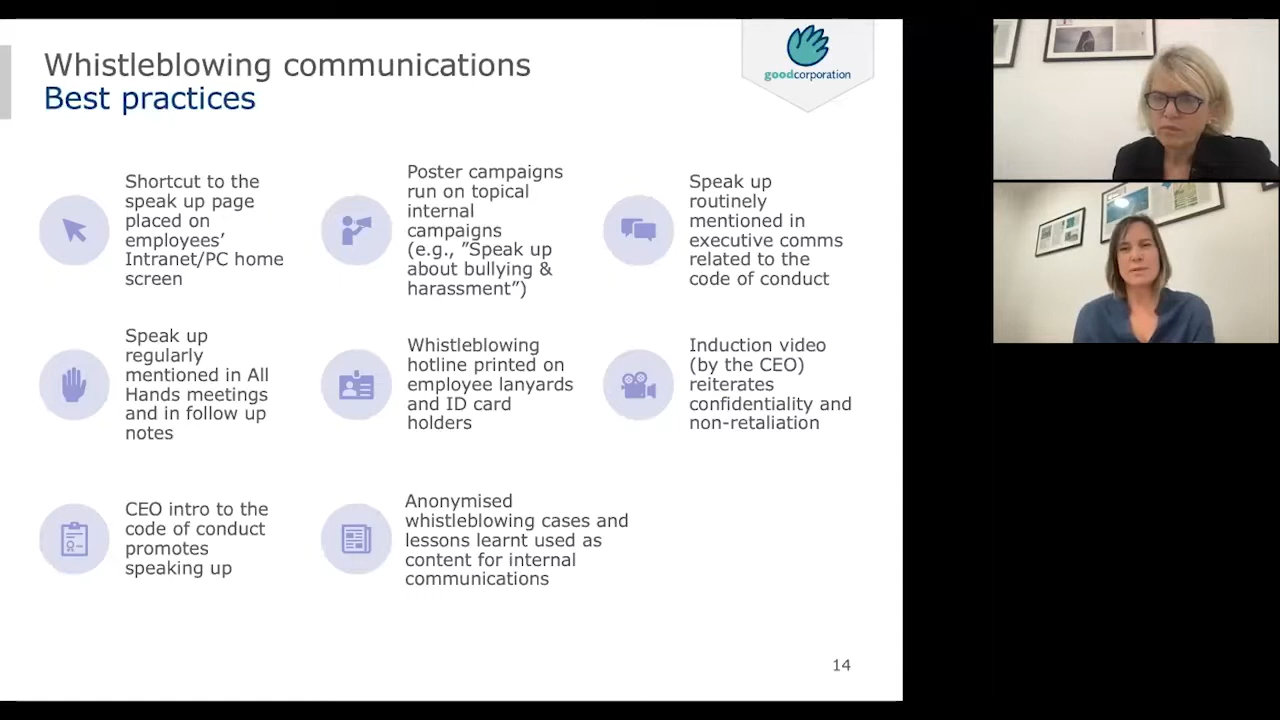 Whistleblowing communications
Best practices
goodcorporation
Shortcut to the
speak up page
placed on
employees’
Intranet/PC home
screen
Poster campaigns
run on topical
internal
campaigns
(e.g., ”Speak up
about bullying &
harassment”)
Speak up
routinely
mentioned in
executive comms
related to the
code of conduct
Speak up
regularly
mentioned in All
Hands meetings
and in follow up
notes
Whistleblowing
hotline printed on
employee lanyards
and ID card
holders
Induction video
(by the CEO)
reiterates
confidentiality and
non-retaliation
CEO intro to the
code of conduct
promotes
speaking up
Anonymised
whistleblowing cases and
lessons learnt used as
content for internal
communications
14